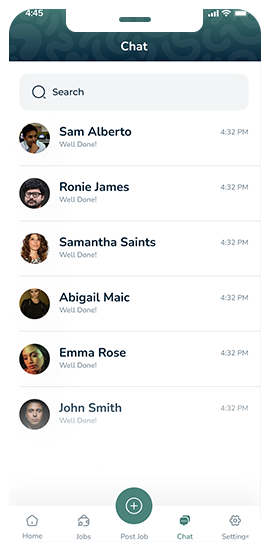 4:45
Chat
Search
Sam Alberto
4:32 PM
Well Done!
Ronie James
4:32 PM
Well Done!
Samantha Saints
4:32 PM
Well Done!
Abigail Maic
4:32 PM
Well Done!
Emma Rose
4:32 PM
Well Done!
John Smith
4:32 PM
Well Done!
Home
Jobs
Post Job
Chat
Settings